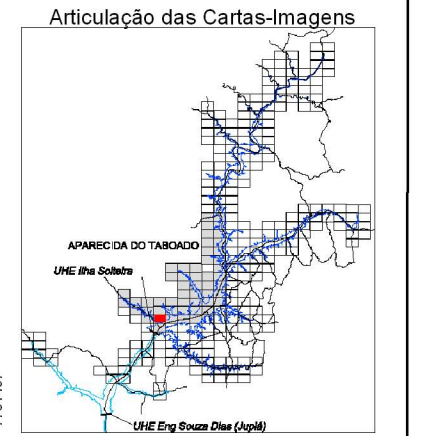 Articulação das Cartas-Imagens
APARECIDA DO TABOADO
UHE Ilha Solteira
UHE Eng Souza Dias (Jupiá)